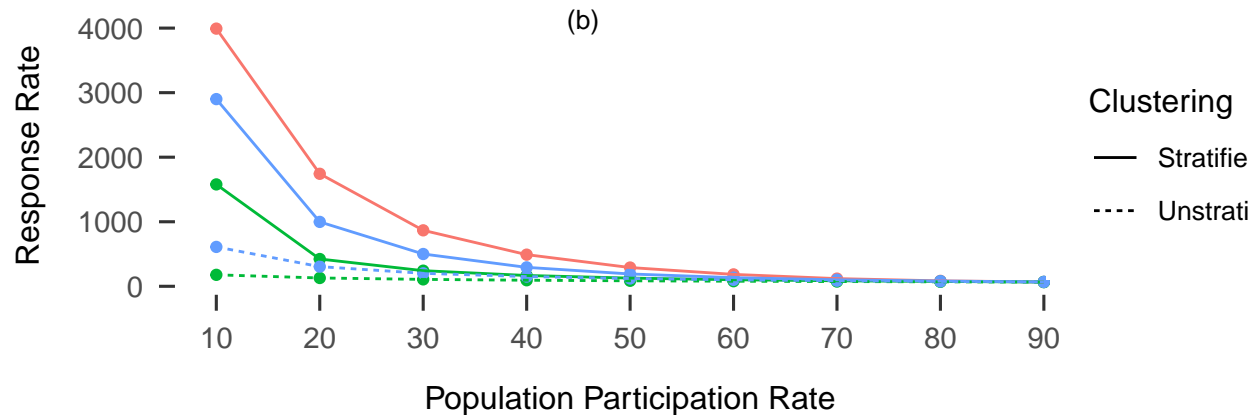 (b)
4000
3000
2000
1000
0
Response Rate
10 20 30 40 50 60 70 80 90
Population Participation Rate
Clustering
Stratifie
Unstrati